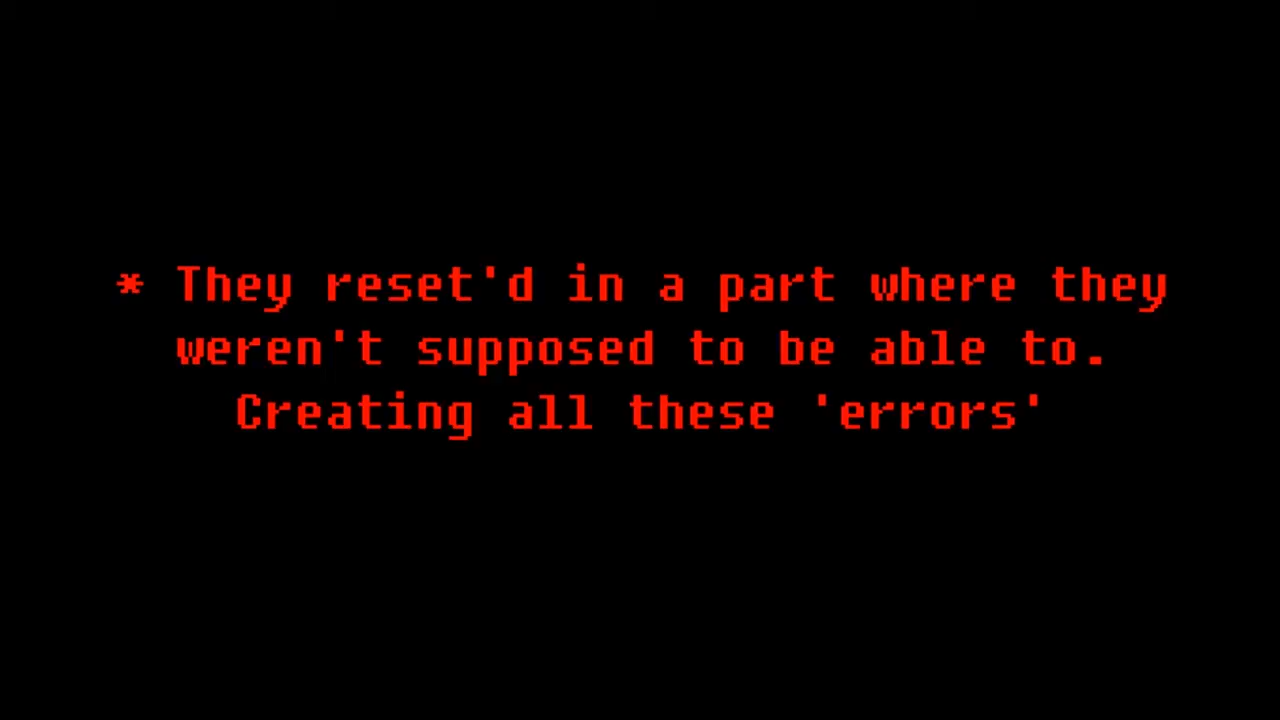 * They reset'd in a part where they
weren't supposed to be able to.
Creating all these 'errors'